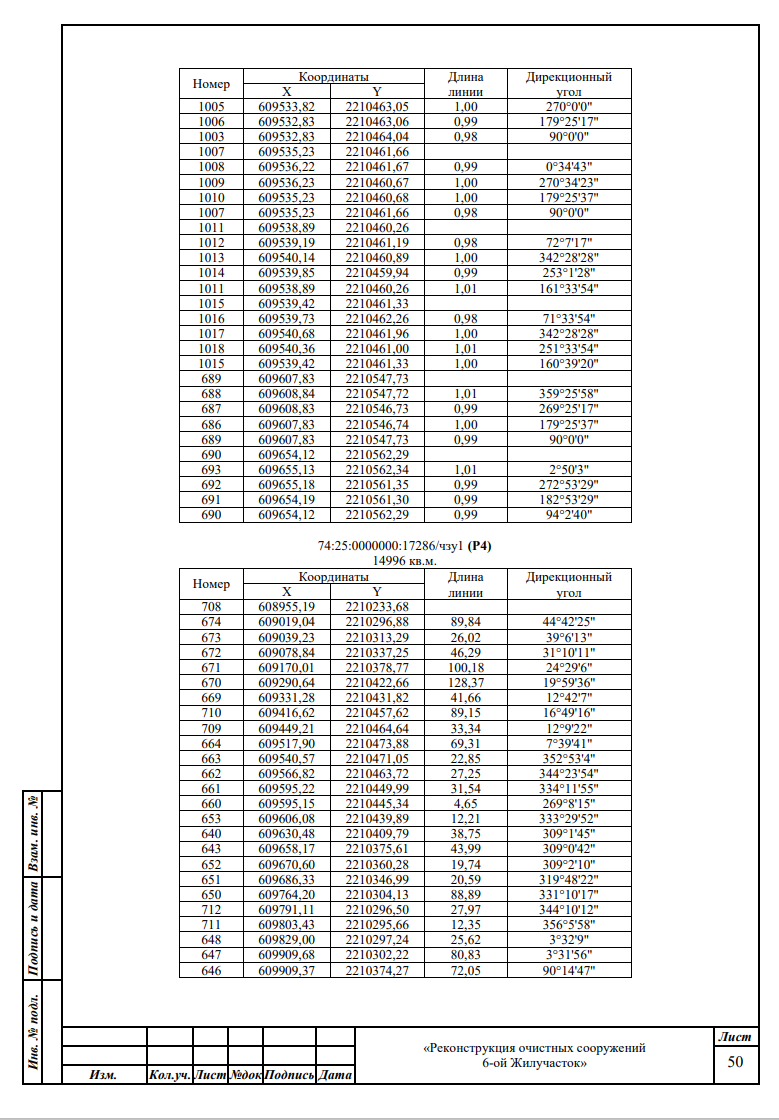 Номер Координаты Длина линии Дирекционный угол
X Y
1005 609533,82 2210463,05 1,00 270°0'0"
1006 609532,83 2210463,06 0,99 179°25'17"
1003 609532,83 2210464,04 0,98 90°0'0"
1007 609535,23 2210461,66
1008 609536,22 2210461,67 0,99 0°34'43"
1009 609536,23 2210460,67 1,00 270°34'23"
1010 609535,23 2210460,68 1,00 179°25'37"
1007 609535,23 2210461,66 0,98 90°0'0"
1011 609538,89 2210460,26
1012 609539,19 2210461,19 0,98 72°7'17"
1013 609540,14 2210460,89 1,00 342°28'28"
1014 609539,85 2210459,94 0,99 253°1'28"
1011 609538,89 2210460,26 1,01 161°33'54"
1015 609539,42 2210461,33
1016 609539,73 2210462,26 0,98 71°33'54"
1017 609540,68 2210461,96 1,00 342°28'28"
1018 609540,36 2210461,00 1,01 251°33'54"
1015 609539,42 2210461,33 1,00 160°39'20"
689 609607,83 2210547,73
688 609608,84 2210547,72 1,01 359°25'58"
687 609608,83 2210546,73 0,99 269°25'17"
686 609607,83 2210546,74 1,00 179°25'37"
689 609607,83 2210547,73 0,99 90°0'0"
690 609654,12 2210562,29
693 609655,13 2210562,34 1,01 2°50'3"
692 609655,18 2210561,35 0,99 272°53'29"
691 609654,19 2210561,30 0,99 182°53'29"
690 609654,12 2210562,29 0,99 94°2'40"
74:25:0000000:17286/чзу1 (Р4)
14996 кв.м.
Номер Координаты Длина линии Дирекционный угол
X Y
708 608955,19 2210233,68
674 609019,04 2210296,88 89,84 44°42'25"
673 609039,23 2210313,29 26,02 39°6'13"
672 609078,84 2210337,25 46,29 31°10'11"
671 609170,01 2210378,77 100,18 24°29'6"
670 609290,64 2210422,66 128,37 19°59'36"
669 609331,28 2210431,82 41,66 12°42'7"
710 609416,62 2210457,62 89,15 16°49'16"
709 609449,21 2210464,64 33,34 12°9'22"
664 609517,90 2210473,88 69,31 7°39'41"
663 609540,57 2210471,05 22,85 352°53'4"
662 609566,82 2210463,72 27,25 344°23'54"
661 609595,22 2210449,99 31,54 334°11'55"
660 609595,15 2210445,34 4,65 269°8'15"
653 609606,08 2210439,89 12,21 333°29'52"
640 609630,48 2210409,79 38,75 309°1'45"
643 609658,17 2210375,61 43,99 309°0'42"
652 609670,60 2210360,28 19,74 309°2'10"
651 609686,33 2210346,99 20,59 319°48'22"
650 609764,20 2210304,13 88,89 331°10'17"
712 609791,11 2210296,50 27,97 344°10'12"
711 609803,43 2210295,66 12,35 356°5'58"
648 609829,00 2210297,24 25,62 3°32'9"
647 609909,68 2210302,22 80,83 3°31'56"
646 609909,37 2210374,27 72,05 90°14'47"
Взам. инв. №
Подпись и дата
Инв. № подл.
Изм. Кол.уч. Лист №док Подпись Дата
«Реконструкция очистных сооружений
6-ой Жилучасток»
Лист
50